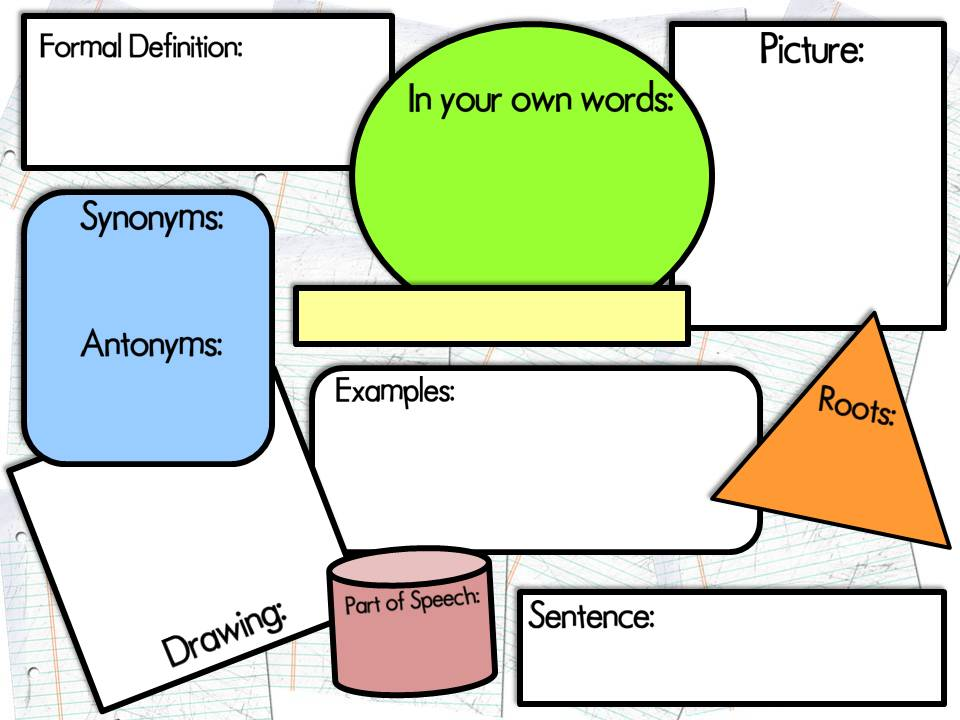 Formal Definition:
In your own words:
Picture:
Synonyms:
Antonyms:
Examples:
Roots:
Drawing:
Part of Speech:
Sentence: